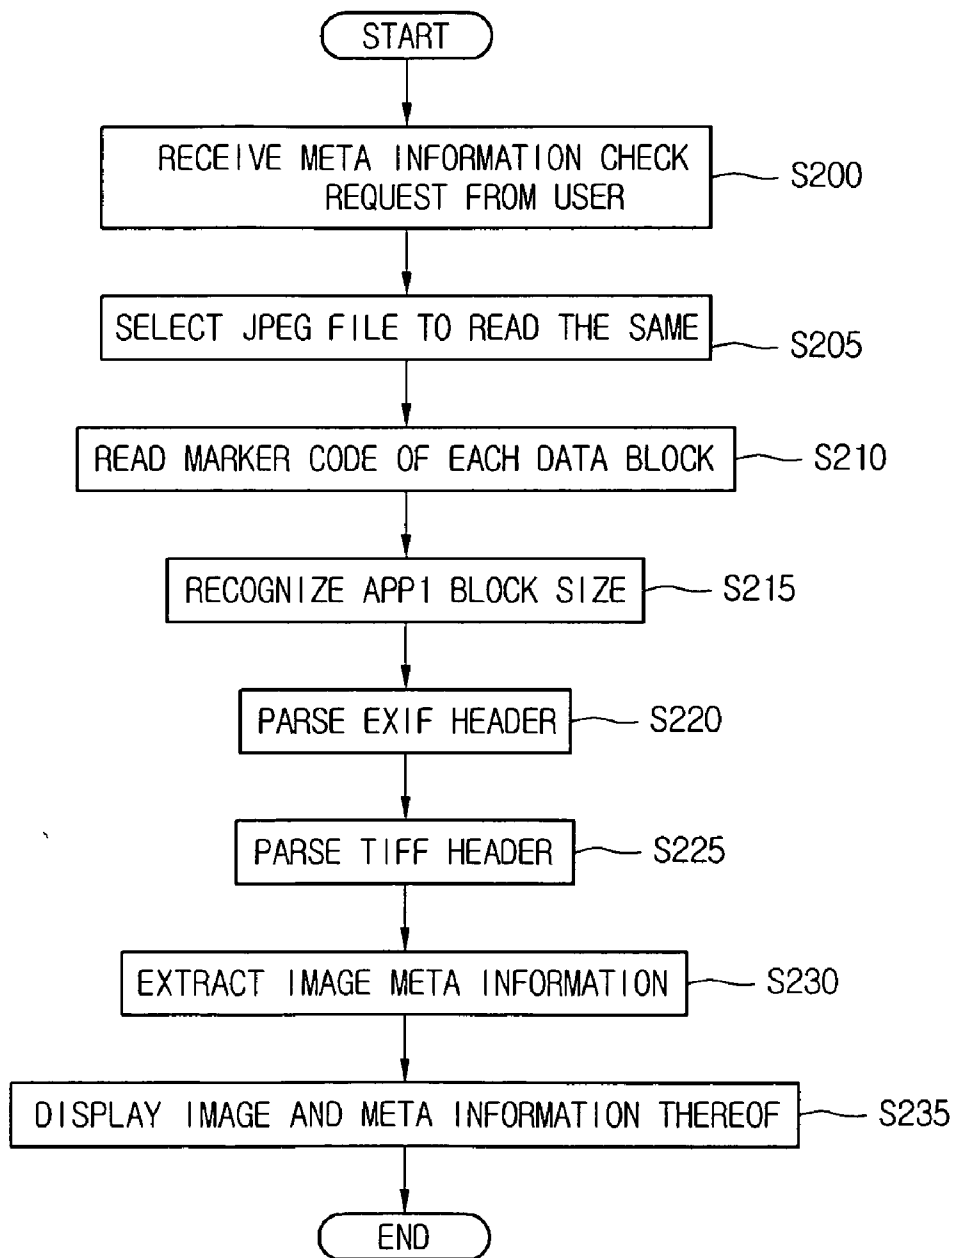 START
RECEIVE META INFORMATION CHECK
REQUEST FROM USER
S200
SELECT JPEG FILE TO READ THE SAME
S205
READ MARKER CODE OF EACH DATA BLOCK
S210
RECOGNIZE APP1 BLOCK SIZE
S215
PARSE EXIF HEADER
S220
PARSE TIFF HEADER
S225
EXTRACT IMAGE META INFORMATION
S230
DISPLAY IMAGE AND META INFORMATION THEREOF
S235
END